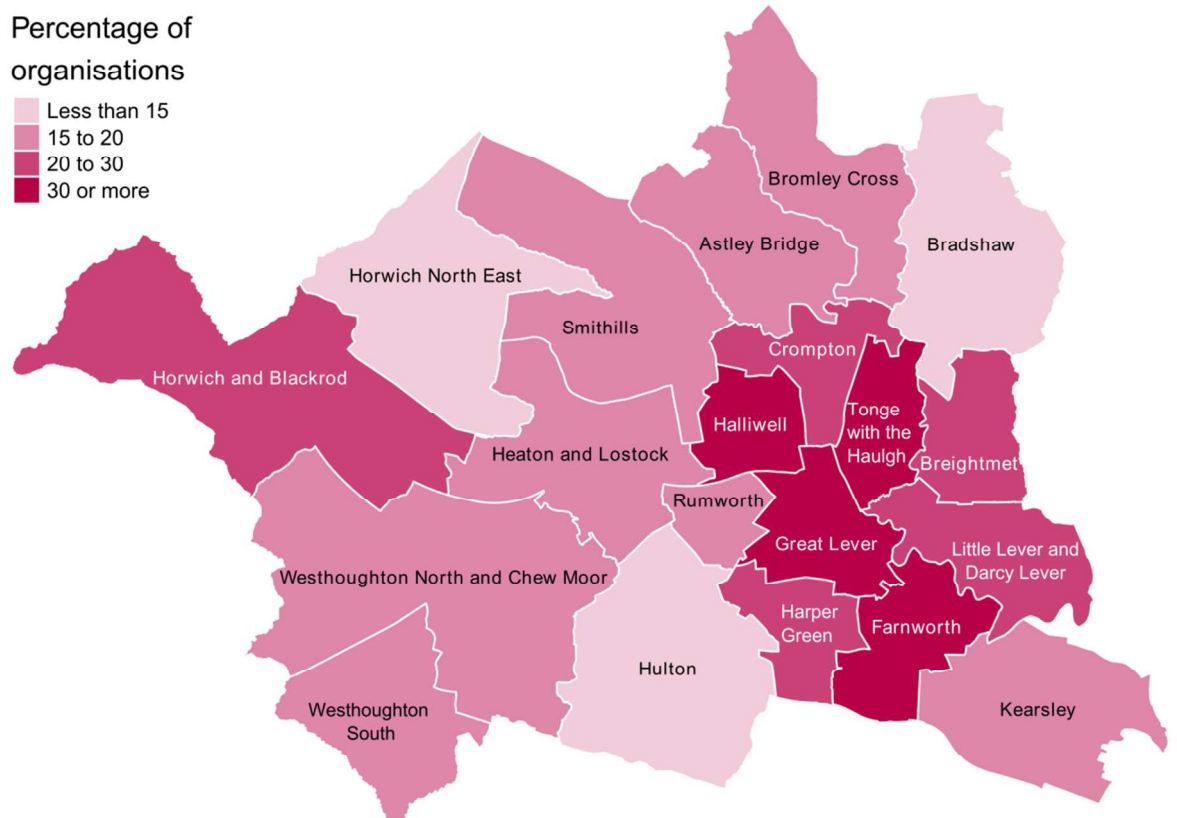 Percentage of
organisations
Less than 15
15 to 20
20 to 30
30 or more
Bromley Cross
Astley Bridge
Bradshaw
Horwich North East
Smithills
Crompton
Horwich and Blackrod
Halliwell
Tonge
with the
Haulgh
Heaton and Lostock
Breightmet
Rumworth
Great Lever
Little Lever and
Darcy Lever
Westhoughton North and Chew Moor
Harper
Green
Farnworth
Hulton
Westhoughton
South
Kearsley